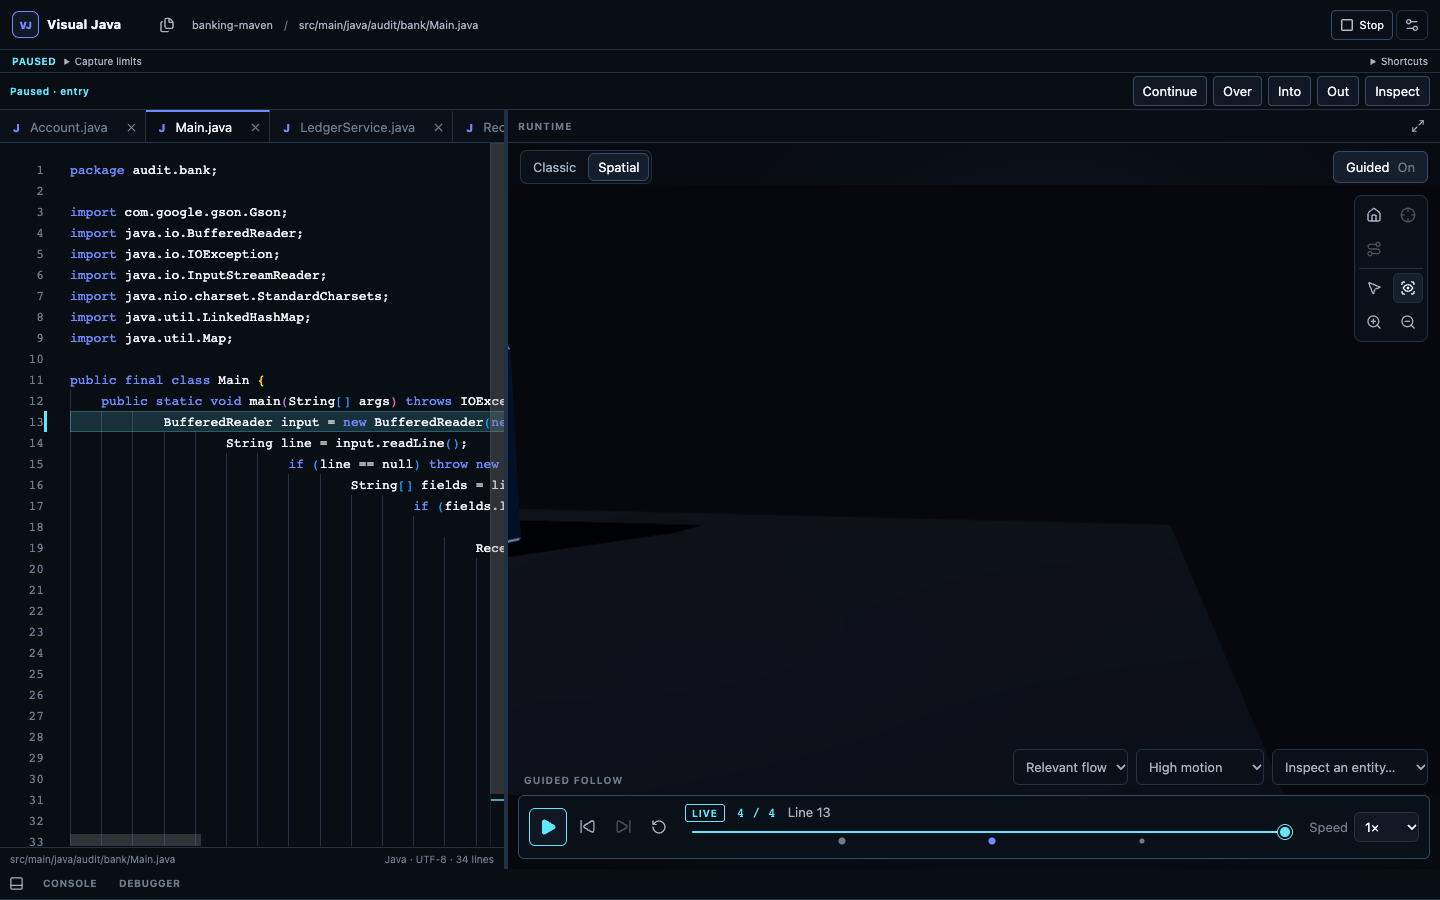 VJ Visual Java banking-maven / src/main/java/audit/bank/Main.java Stop
PAUSED Capture limits Shortcuts
Paused · entry Continue Over Into Out Inspect
J Account.java J Main.java J LedgerService.java J Rec
RUNTIME
Classic Spatial Guided On
1 package audit.bank;
2
3 import com.google.gson.Gson;
4 import java.io.BufferedReader;
5 import java.io.IOException;
6 import java.io.InputStreamReader;
7 import java.nio.charset.StandardCharsets;
8 import java.util.LinkedHashMap;
9 import java.util.Map;
10
11 public final class Main {
12 public static void main(String[] args) throws IOExce
13 BufferedReader input = new BufferedReader(ne
14 String line = input.readLine();
15 if (line == null) throw new
16 String[] fields = li
17 if (fields.l
18
19 Rece
20
21
22
23
24
25
26
27
28
29
30
31
32
33
Relevant flow High motion Inspect an entity...
GUIDED FOLLOW
LIVE 4 / 4 Line 13
Speed 1×
src/main/java/audit/bank/Main.java Java · UTF-8 · 34 lines
CONSOLE DEBUGGER